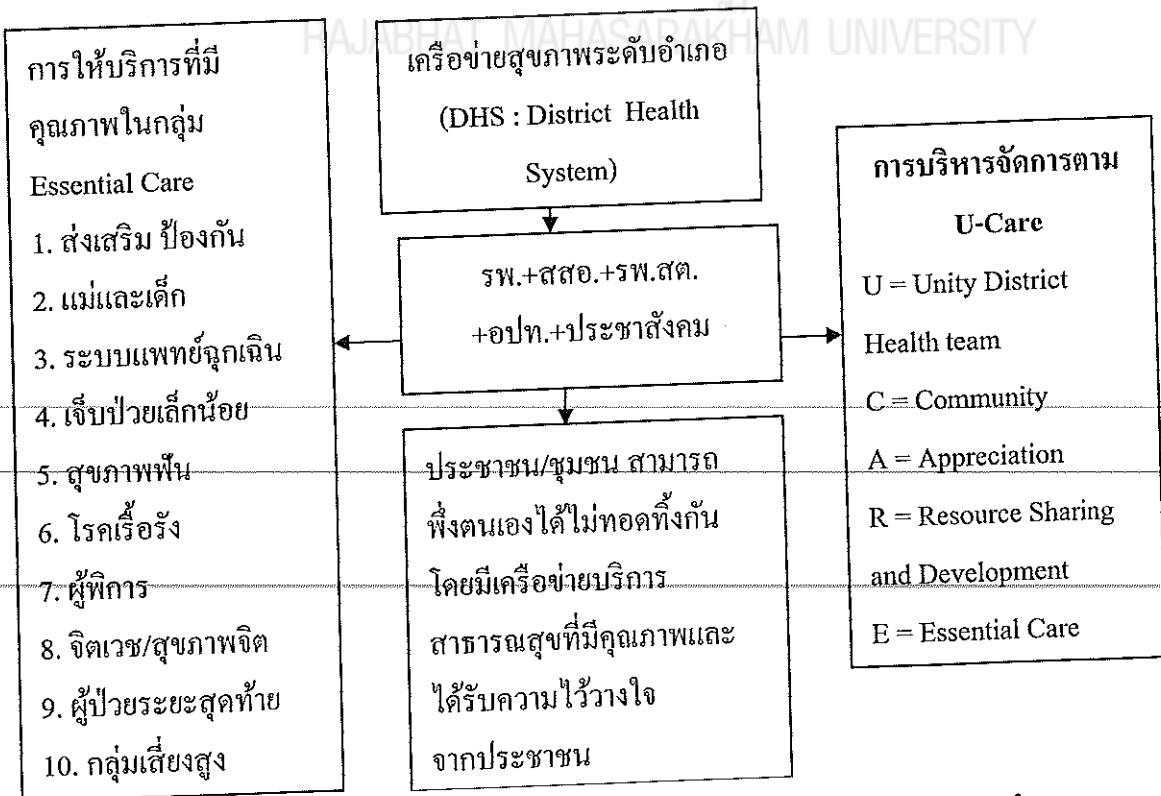 RAJABHAT MAHASARAKHAM UNIVERSITY
การให้บริการที่มี
คุณภาพในกลุ่ม
Essential Care
1. ส่งเสริม ป้องกัน
2. แม่และเด็ก
3. ระบบแพทย์ฉุกเฉิน
4. เจ็บป่วยเล็กน้อย
5. สุขภาพฟัน
6. โรคเรื้อรัง
7. ผู้พิการ
8. จิตเวช/สุขภาพจิต
9. ผู้ป่วยระยะสุดท้าย
10. กลุ่มเสี่ยงสูง
เครือข่ายสุขภาพระดับอำเภอ
(DHS : District Health
System)
รพ.+สสอ.+รพ.สต.
+อปท.+ประชาสังคม
ประชาชน/ชุมชน สามารถ
พึ่งตนเองได้ไม่ทอดทิ้งกัน
โดยมีเครือข่ายบริการ
สาธารณสุขที่มีคุณภาพและ
ได้รับความไว้วางใจ
จากประชาชน
การบริหารจัดการตาม
U-Care
U = Unity District
Health team
C = Community
A = Appreciation
R = Resource Sharing
and Development
E = Essential Care